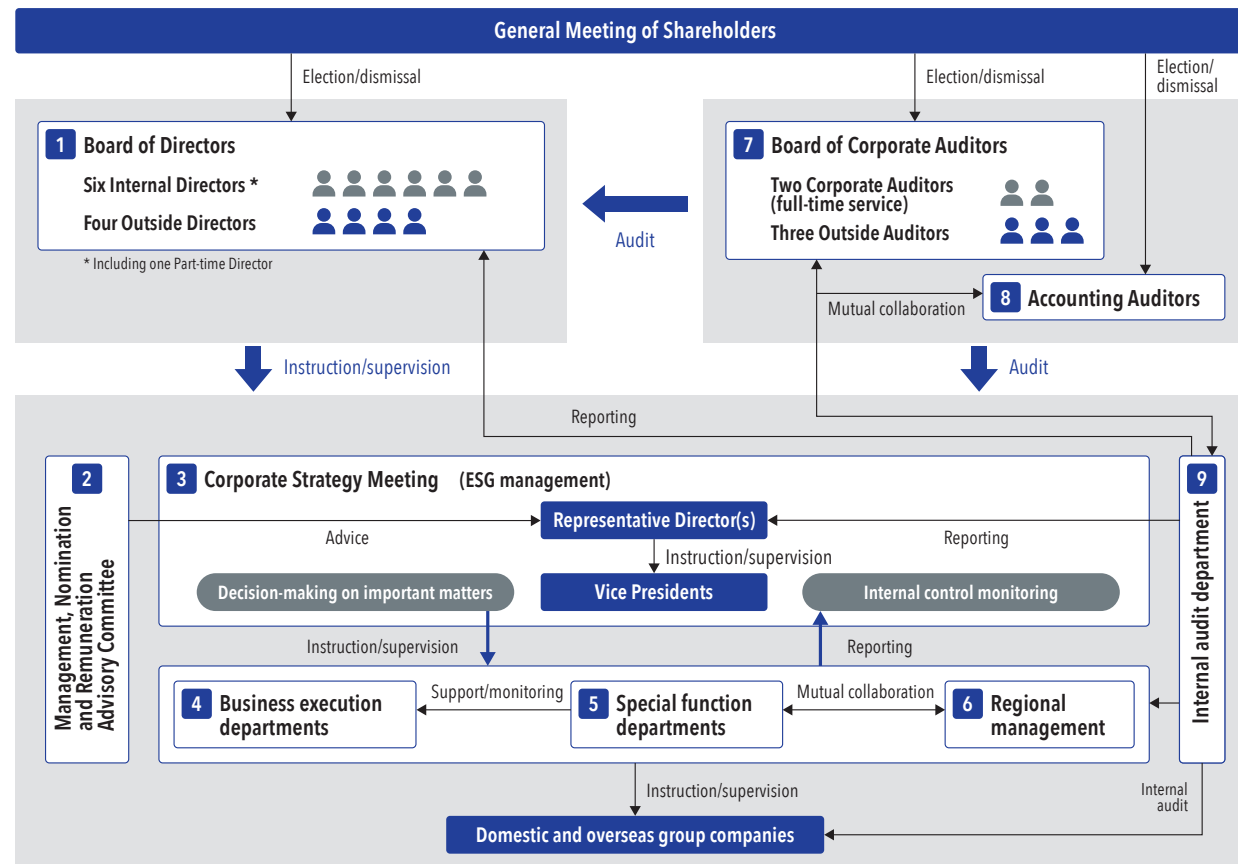 General Meeting of Shareholders
Election/dismissal
Election/dismissal
Election/
dismissal
1 Board of Directors
Six Internal Directors *
Four Outside Directors
* Including one Part-time Director
Audit
7 Board of Corporate Auditors
Two Corporate Auditors
(full-time service)
Three Outside Auditors
Mutual collaboration
8 Accounting Auditors
Instruction/supervision
Audit
Reporting
2
Management, Nomination
and Remuneration
Advisory Committee
3 Corporate Strategy Meeting (ESG management)
Representative Director(s)
Advice
Reporting
Instruction/supervision
Decision-making on important matters
Vice Presidents
Internal control monitoring
9
Internal audit department
Instruction/supervision
Reporting
4 Business execution
departments
Support/monitoring
5 Special function
departments
Mutual collaboration
6 Regional
management
Instruction/supervision
Internal
audit
Domestic and overseas group companies